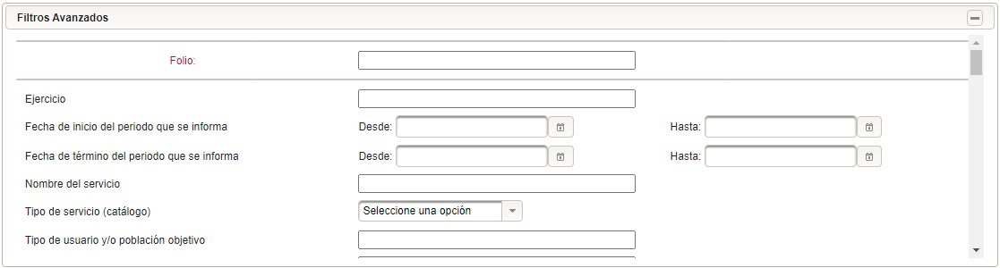 Filtros Avanzados
Folio:
Ejercicio
Fecha de inicio del periodo que se informa Desde: Hasta:
Fecha de término del periodo que se informa Desde: Hasta:
Nombre del servicio
Tipo de servicio (catálogo) Seleccione una opción
Tipo de usuario y/o población objetivo